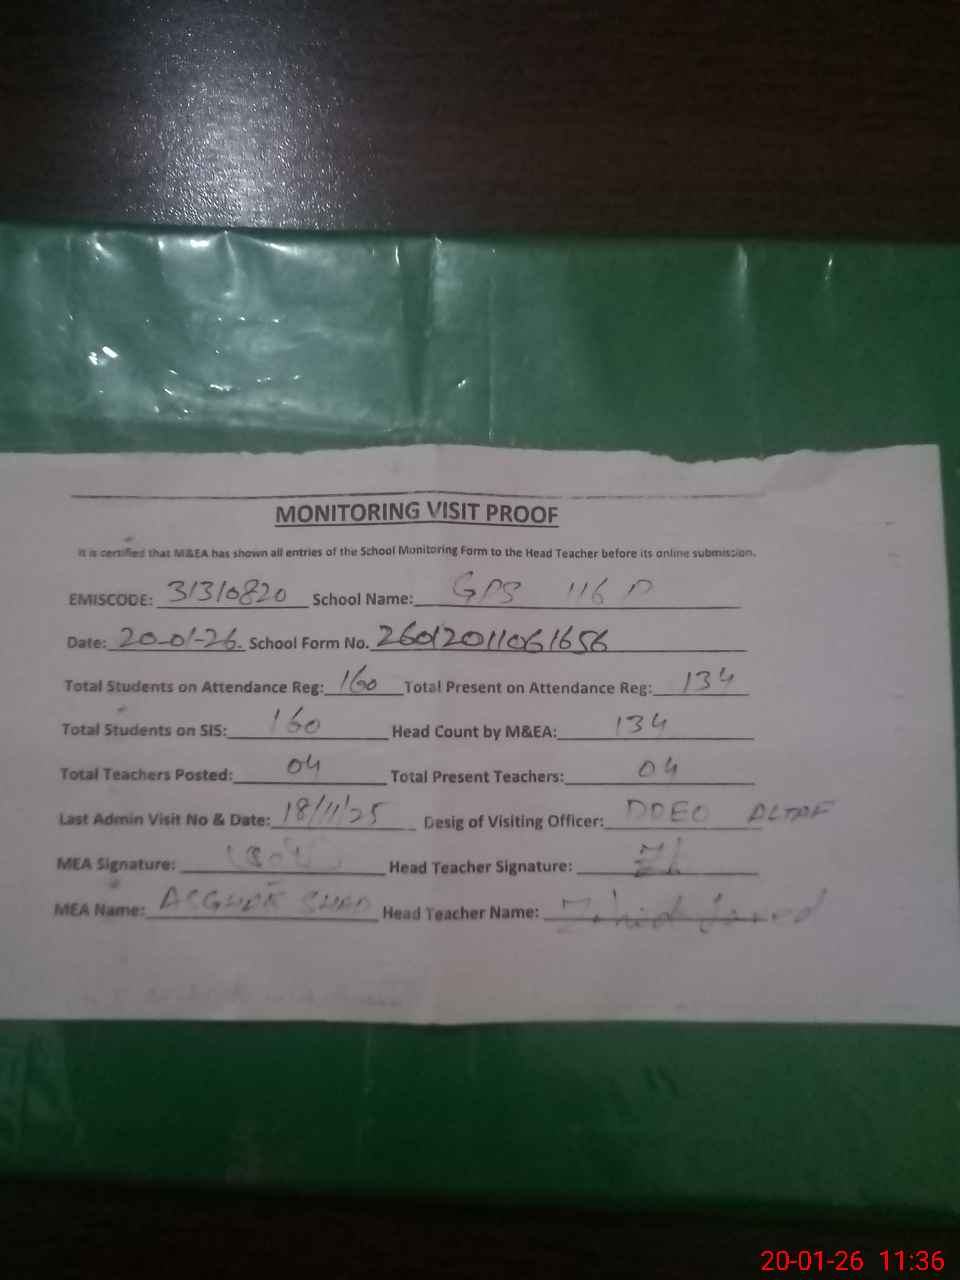 MONITORING VISIT PROOF
It is certified that M&EA has shown all entries of the School Monitoring Form to the Head Teacher before its online submission.
EMISCODE: 31310820 School Name: GPS 116 P
Date: 20-01-26 School Form No. 26012011061656
Total Students on Attendance Reg: 160 Total Present on Attendance Reg: 134
Total Students on SIS: 160 Head Count by M&EA: 134
Total Teachers Posted: 04 Total Present Teachers: 04
Last Admin Visit No & Date: 18/11/25 Desig of Visiting Officer: DDEO ALTAF
MEA Signature: Head Teacher Signature:
MEA Name: ASGHAR Head Teacher Name: Zahid Javed
20-01-26 11:36